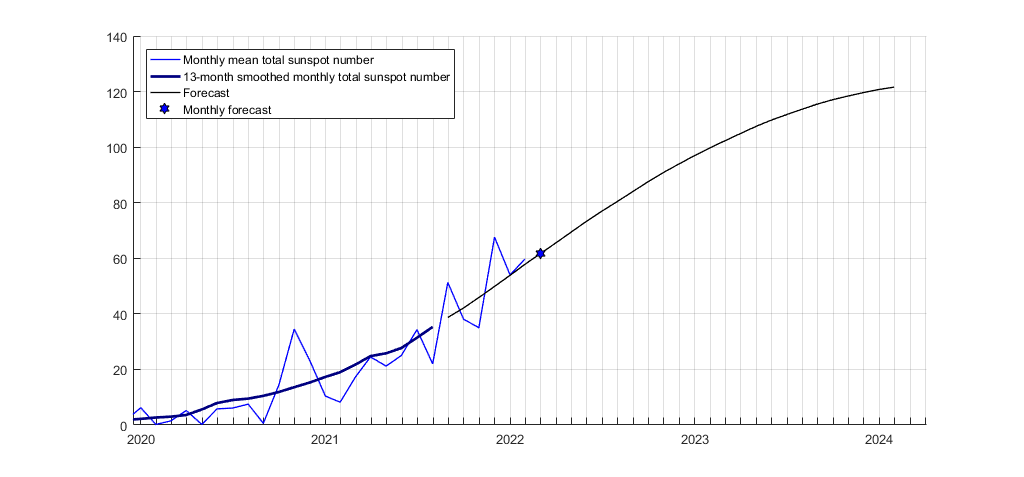 140
120
100
80
60
40
20
0
Monthly mean total sunspot number
13-month smoothed monthly total sunspot number
Forecast
Monthly forecast
2020 2021 2022 2023 2024